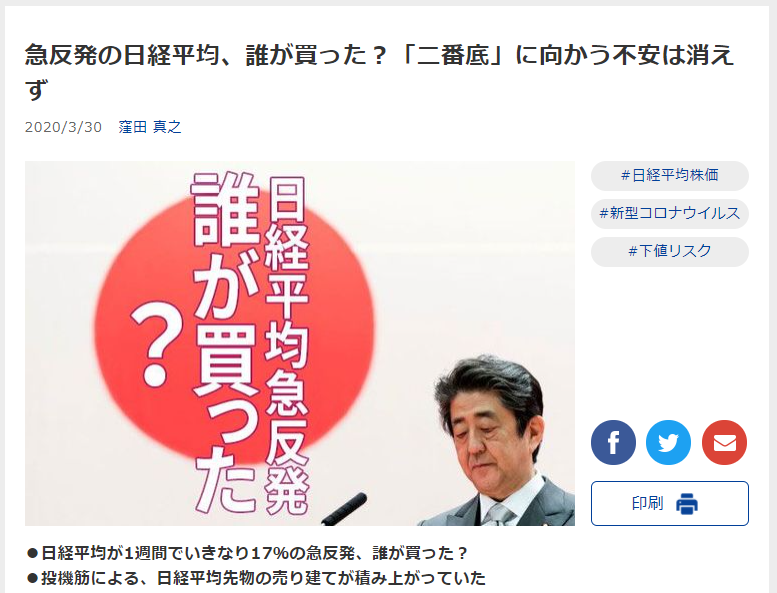 急反発の日経平均、誰が買った？「二番底」に向かう不安は消え
ず
2020/3/30 窪田 真之
日経平均急反発
誰が買った
？
#日経平均株価
#新型コロナウイルス
#下値リスク
印刷
●日経平均が1週間でいきなり17%の急反発、誰が買った？
●投機筋による、日経平均先物の売り建てが積み上がっていた